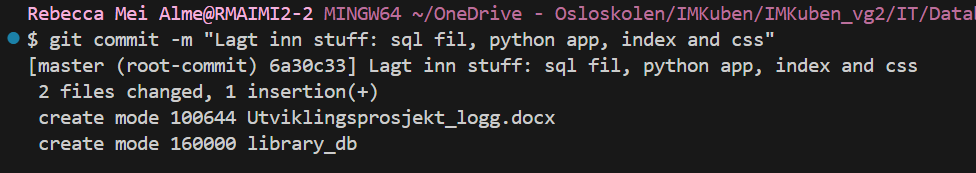 Rebecca Mei Alme@RMAIMI2-2 MINGW64 ~/OneDrive - Osloskolen/IMKuben/IMKuben_vg2/IT/Datab
$ git commit -m "Lagt inn stuff: sql fil, python app, index and css"
[master (root-commit) 6a30c33] Lagt inn stuff: sql fil, python app, index and css
2 files changed, 1 insertion(+)
create mode 100644 Utviklingsprosjekt_logg.docx
create mode 160000 library_db